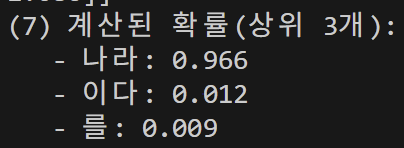 (7) 계산된 확률(상위 3개):
- 나라: 0.966
- 이다: 0.012
- 를: 0.009